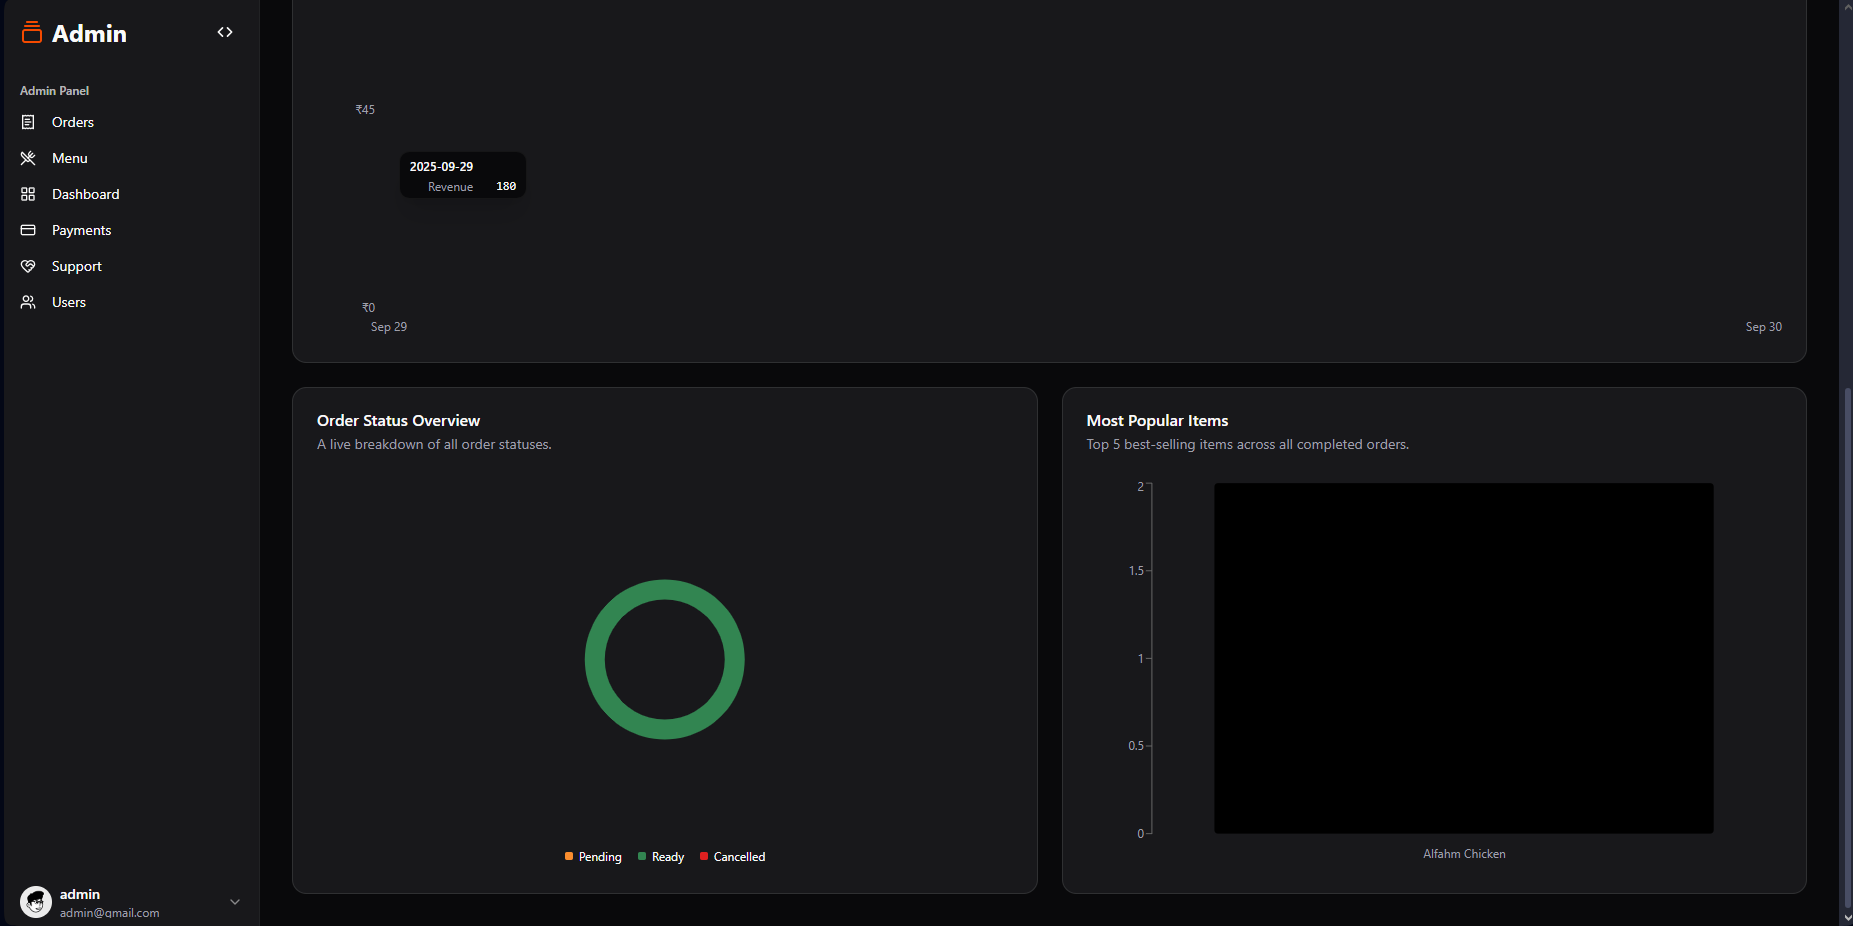 Admin
Admin Panel
Orders
Menu
Dashboard
Payments
Support
Users
admin
admin@gmail.com
₹45
2025-09-29
Revenue 180
₹0
Sep 29 Sep 30
Order Status Overview
A live breakdown of all order statuses.
Pending Ready Cancelled
Most Popular Items
Top 5 best-selling items across all completed orders.
2
1.5
1
0.5
0
Alfahm Chicken